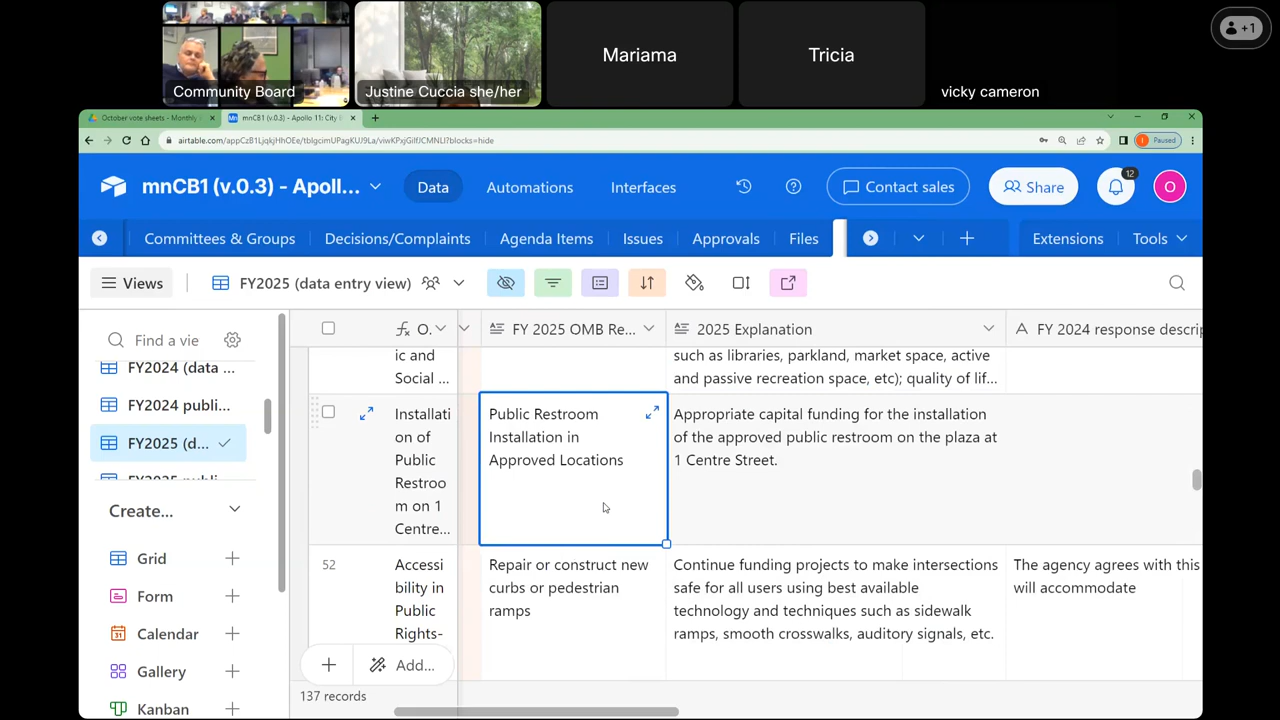 +1
Community Board
Justine Cuccia she/her
Mariama
Tricia
vicky cameron
October vote sheets - Monthly
mnCB1 (v.0.3) - Apollo 11: City
Paused
mnCB1 (v.0.3) - Apoll...
Data
Automations
Interfaces
Contact sales
Share
12
O
Committees & Groups
Decisions/Complaints
Agenda Items
Issues
Approvals
Files
Extensions
Tools
Views
FY2025 (data entry view)
Find a vie
FY2024 (data ...
FY2024 publi...
FY2025 (d...
Create...
Grid
Form
Calendar
Gallery
Kanban
O.
FY 2025 OMB Re...
2025 Explanation
FY 2024 response descrip
ic and
Social ...
such as libraries, parkland, market space, active
and passive recreation space, etc); quality of lif...
Installati
on of
Public
Restroo
m on 1
Centre...
Public Restroom
Installation in
Approved Locations
Appropriate capital funding for the installation
of the approved public restroom on the plaza at
1 Centre Street.
52
Accessi
bility in
Public
Rights-
Repair or construct new
curbs or pedestrian
ramps
Continue funding projects to make intersections
safe for all users using best available
technology and techniques such as sidewalk
ramps, smooth crosswalks, auditory signals, etc.
The agency agrees with this
will accommodate
Add...
137 records